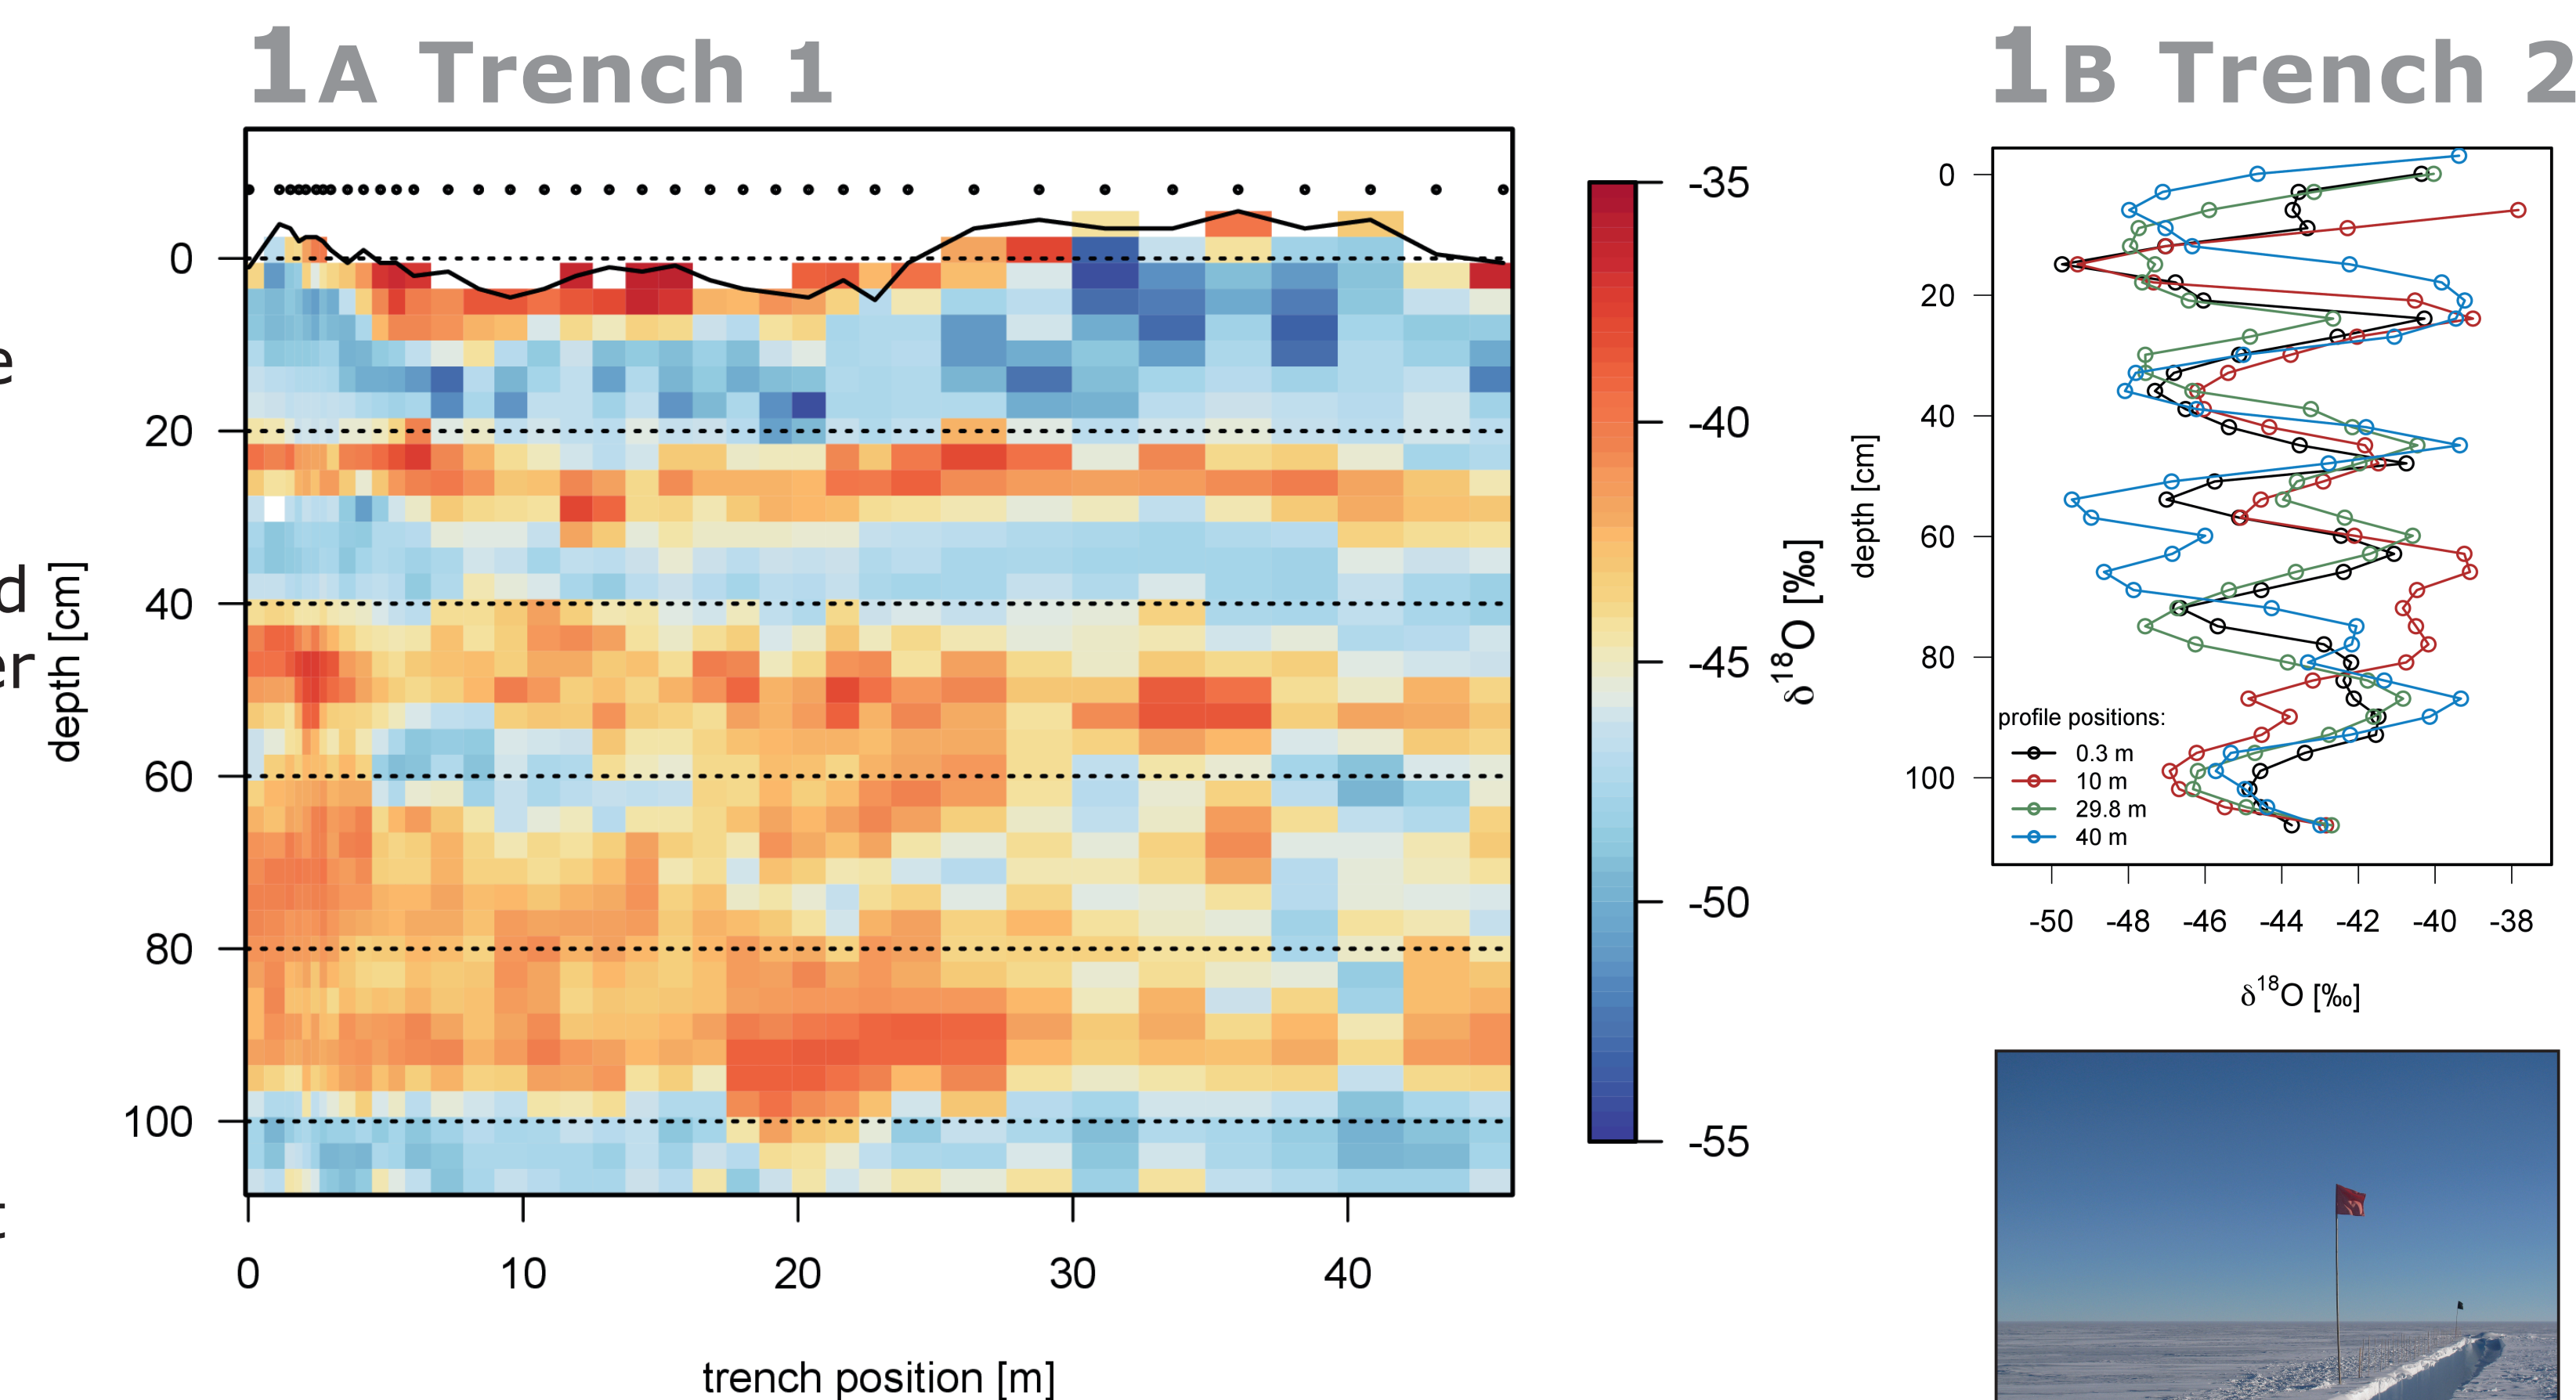 1A Trench 1
1B Trench 2
e
d
er
t
depth [cm]
0
20
40
60
80
100
0
10
20
30
40
trench position [m]
-35
-40
-45
-50
-55
δ18O [‰]
depth [cm]
0
20
40
60
80
100
profile positions:
0.3 m
10 m
29.8 m
40 m
-50
-48
-46
-44
-42
-40
-38
δ18O [‰]